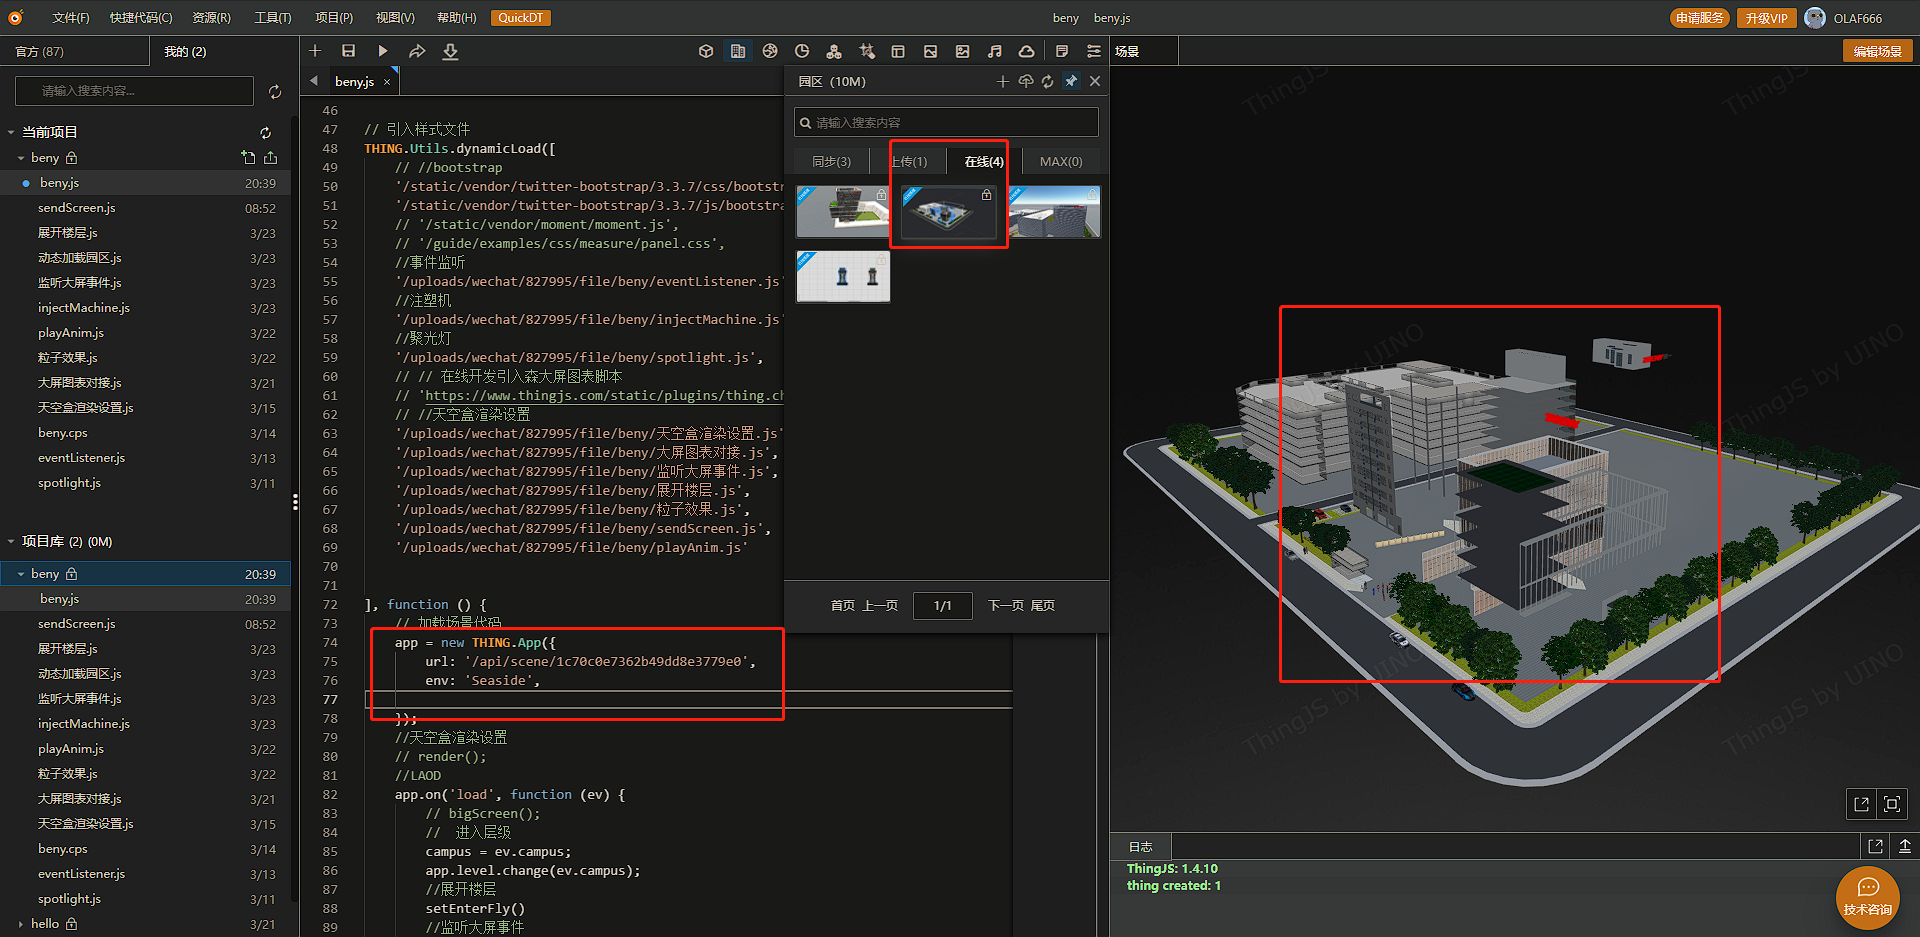 文件(F) 快捷代码(C) 资源(R) 工具(T) 项目(P) 视图(V) 帮助(H) QuickDT beny beny.js 申请服务 升级VIP OLAF666
官方 (87) 我的 (2)
请输入搜索内容...
当前项目
beny
beny.js 20:39
sendScreen.js 08:52
展开楼层.js 3/23
动态加载园区.js 3/23
监听大屏事件.js 3/23
injectMachine.js 3/23
playAnim.js 3/22
粒子效果.js 3/22
大屏图表对接.js 3/21
天空盒渲染设置.js 3/15
beny.cps 3/14
eventListener.js 3/13
spotlight.js 3/11
项目库 (2) (0M)
beny 20:39
beny.js 20:39
sendScreen.js 08:52
展开楼层.js 3/23
动态加载园区.js 3/23
监听大屏事件.js 3/23
injectMachine.js 3/23
playAnim.js 3/22
粒子效果.js 3/22
大屏图表对接.js 3/21
天空盒渲染设置.js 3/15
beny.cps 3/14
eventListener.js 3/13
spotlight.js 3/11
hello 3/21
beny.js ×
46
47 // 引入样式文件
48 THING.Utils.dynamicLoad([
49 // //bootstrap
50 '/static/vendor/twitter-bootstrap/3.3.7/css/bootstr
51 '/static/vendor/twitter-bootstrap/3.3.7/js/bootstra
52 // '/static/vendor/moment/moment.js',
53 // '/guide/examples/css/measure/panel.css',
54 //事件监听
55 '/uploads/wechat/827995/file/beny/eventListener.js'
56 //注塑机
57 '/uploads/wechat/827995/file/beny/injectMachine.js'
58 //聚光灯
59 '/uploads/wechat/827995/file/beny/spotlight.js',
60 // // 在线开发引入森大屏图表脚本
61 // 'https://www.thingjs.com/static/plugins/thing.ch
62 // //天空盒渲染设置
63 '/uploads/wechat/827995/file/beny/天空盒渲染设置.js'
64 '/uploads/wechat/827995/file/beny/大屏图表对接.js',
65 '/uploads/wechat/827995/file/beny/监听大屏事件.js',
66 '/uploads/wechat/827995/file/beny/展开楼层.js',
67 '/uploads/wechat/827995/file/beny/粒子效果.js',
68 '/uploads/wechat/827995/file/beny/sendScreen.js',
69 '/uploads/wechat/827995/file/beny/playAnim.js'
70
71
72 ], function () {
73 // 加载场景代码
74 app = new THING.App({
75 url: '/api/scene/1c70c0e7362b49dd8e3779e0',
76 env: 'Seaside',
77
78 });
79 //天空盒渲染设置
80 // render();
81 //LAOD
82 app.on('load', function (ev) {
83 // bigScreen();
84 // 进入层级
85 campus = ev.campus;
86 app.level.change(ev.campus);
87 //展开楼层
88 setEnterFly()
89 //监听大屏事件
园区 (10M)
请输入搜索内容
同步(3) 上传(1) 在线(4) MAX(0)
首页 上一页 1/1 下一页 尾页
场景 编辑场景
ThingJS
ThingJS
ThingJS by UINO
ThingJS by UINO
ThingJS by UINO
ThingJS by UINO
日志
ThingJS: 1.4.10
thing created: 1
技术咨询